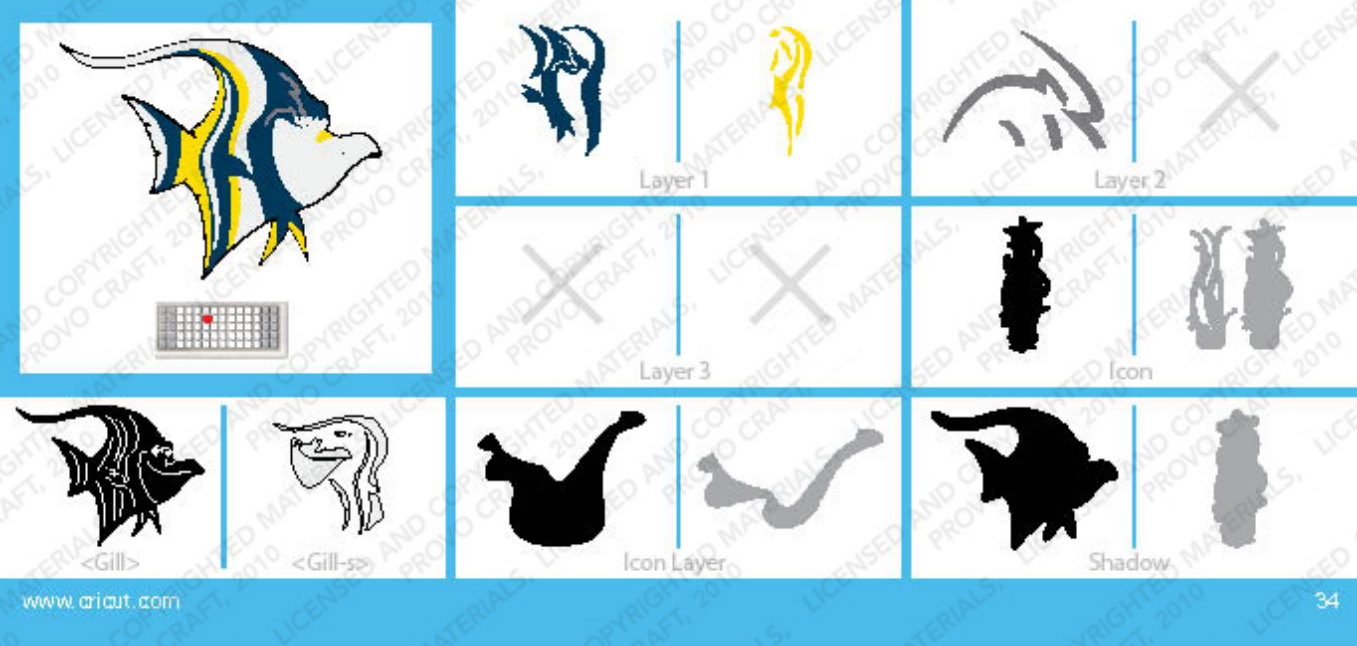 Layer 1
Layer 2
Layer 3
Icon
<Gill>
<Gill-s>
Icon Layer
Shadow
www.cricut.com
34
LICENSED AND COPYRIGHTED MATERIALS, PROVO CRAFT, 2010